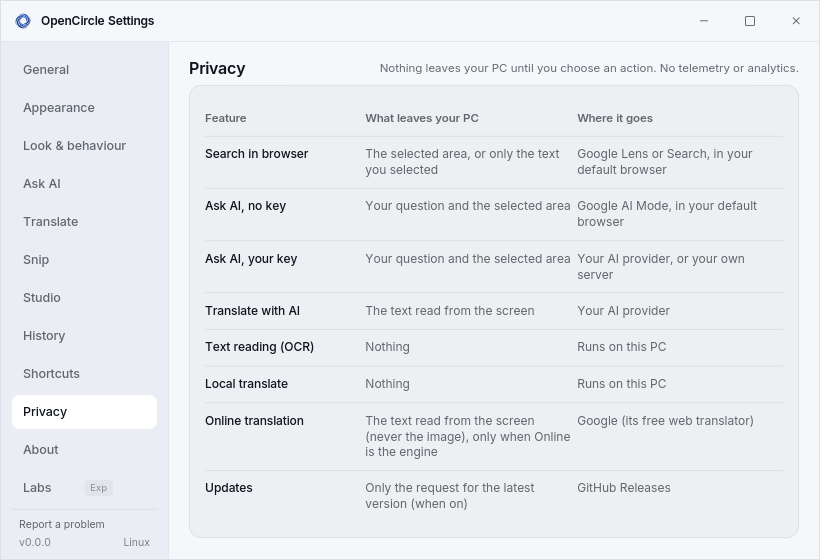 OpenCircle Settings
General
Appearance
Look & behaviour
Ask AI
Translate
Snip
Studio
History
Shortcuts
Privacy
About
Labs Exp
Report a problem
v0.0.0 Linux
Privacy
Nothing leaves your PC until you choose an action. No telemetry or analytics.
Feature What leaves your PC Where it goes
Search in browser The selected area, or only the text Google Lens or Search, in your
you selected default browser
Ask AI, no key Your question and the selected area Google AI Mode, in your default
browser
Ask AI, your key Your question and the selected area Your AI provider, or your own
server
Translate with AI The text read from the screen Your AI provider
Text reading (OCR) Nothing Runs on this PC
Local translate Nothing Runs on this PC
Online translation The text read from the screen Google (its free web translator)
(never the image), only when Online
is the engine
Updates Only the request for the latest GitHub Releases
version (when on)